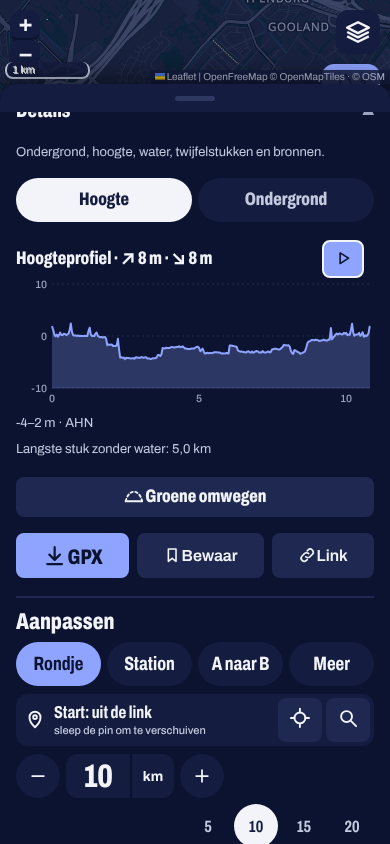 GOOLAND
+
−
1 km
Leaflet | OpenFreeMap © OpenMapTiles · © OSM
Details
Ondergrond, hoogte, water, twijfelstukken en bronnen.
Hoogte
Ondergrond
Hoogteprofiel · ↗ 8 m · ↘ 8 m
10
0
-10
0
5
10
-4–2 m · AHN
Langste stuk zonder water: 5,0 km
Groene omwegen
GPX
Bewaar
Link
Aanpassen
Rondje
Station
A naar B
Meer
Start: uit de link
sleep de pin om te verschuiven
−
10
km
+
5
10
15
20